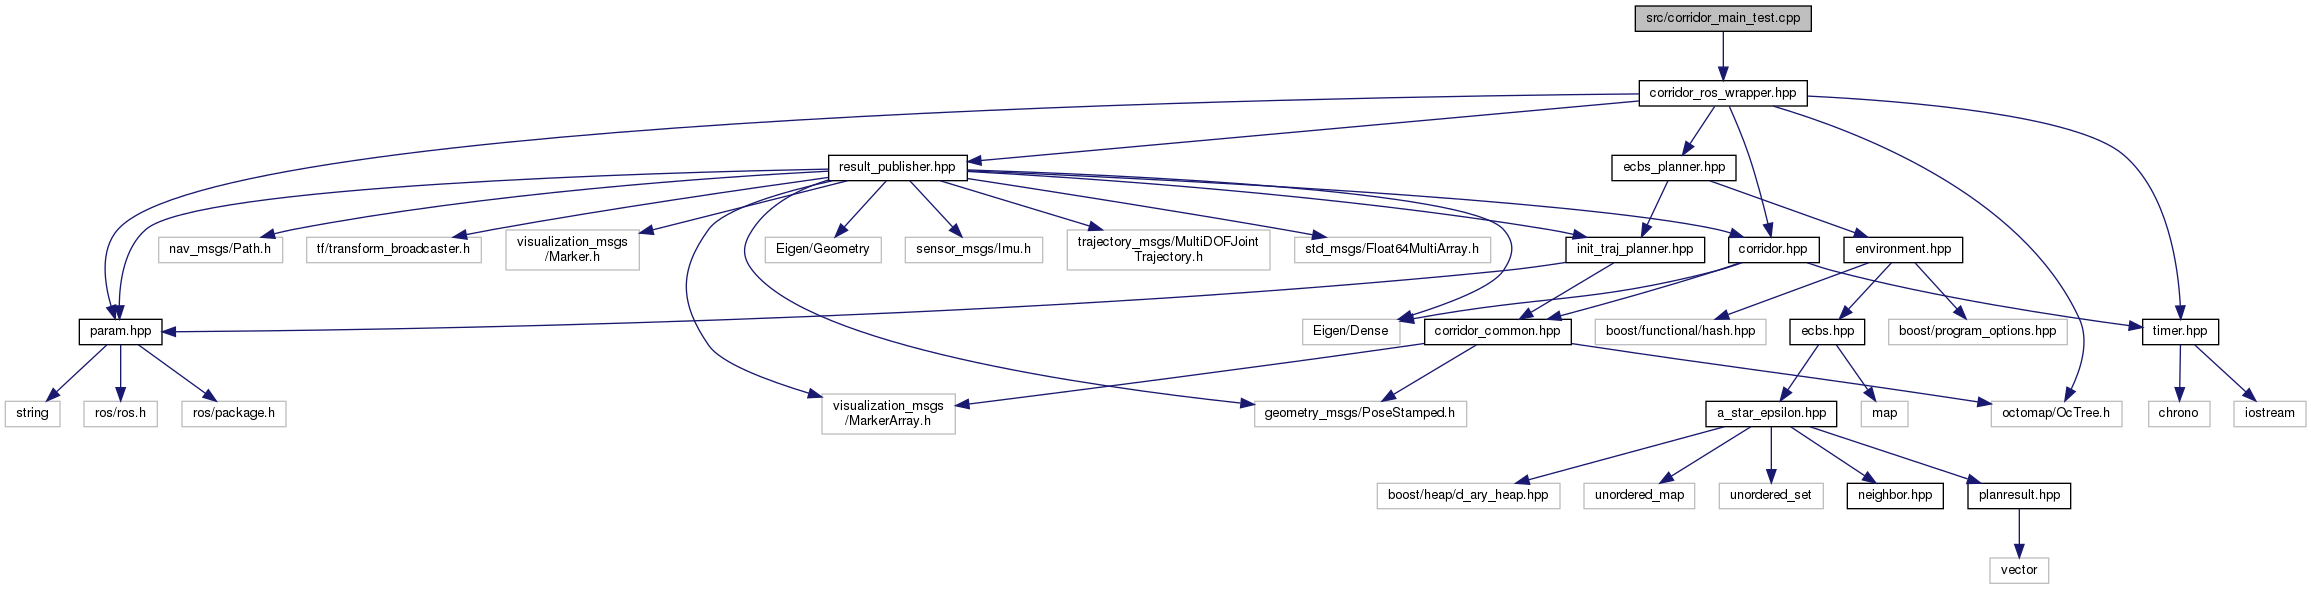 src/corridor_main_test.cpp
corridor_ros_wrapper.hpp
result_publisher.hpp
ecbs_planner.hpp
nav_msgs/Path.h
tf/transform_broadcaster.h
visualization_msgs
/Marker.h
Eigen/Geometry
sensor_msgs/Imu.h
trajectory_msgs/MultiDOFJoint
Trajectory.h
std_msgs/Float64MultiArray.h
init_traj_planner.hpp
corridor.hpp
environment.hpp
param.hpp
Eigen/Dense
corridor_common.hpp
boost/functional/hash.hpp
ecbs.hpp
boost/program_options.hpp
timer.hpp
string
ros/ros.h
ros/package.h
visualization_msgs
/MarkerArray.h
geometry_msgs/PoseStamped.h
a_star_epsilon.hpp
map
octomap/OcTree.h
chrono
iostream
boost/heap/d_ary_heap.hpp
unordered_map
unordered_set
neighbor.hpp
planresult.hpp
vector